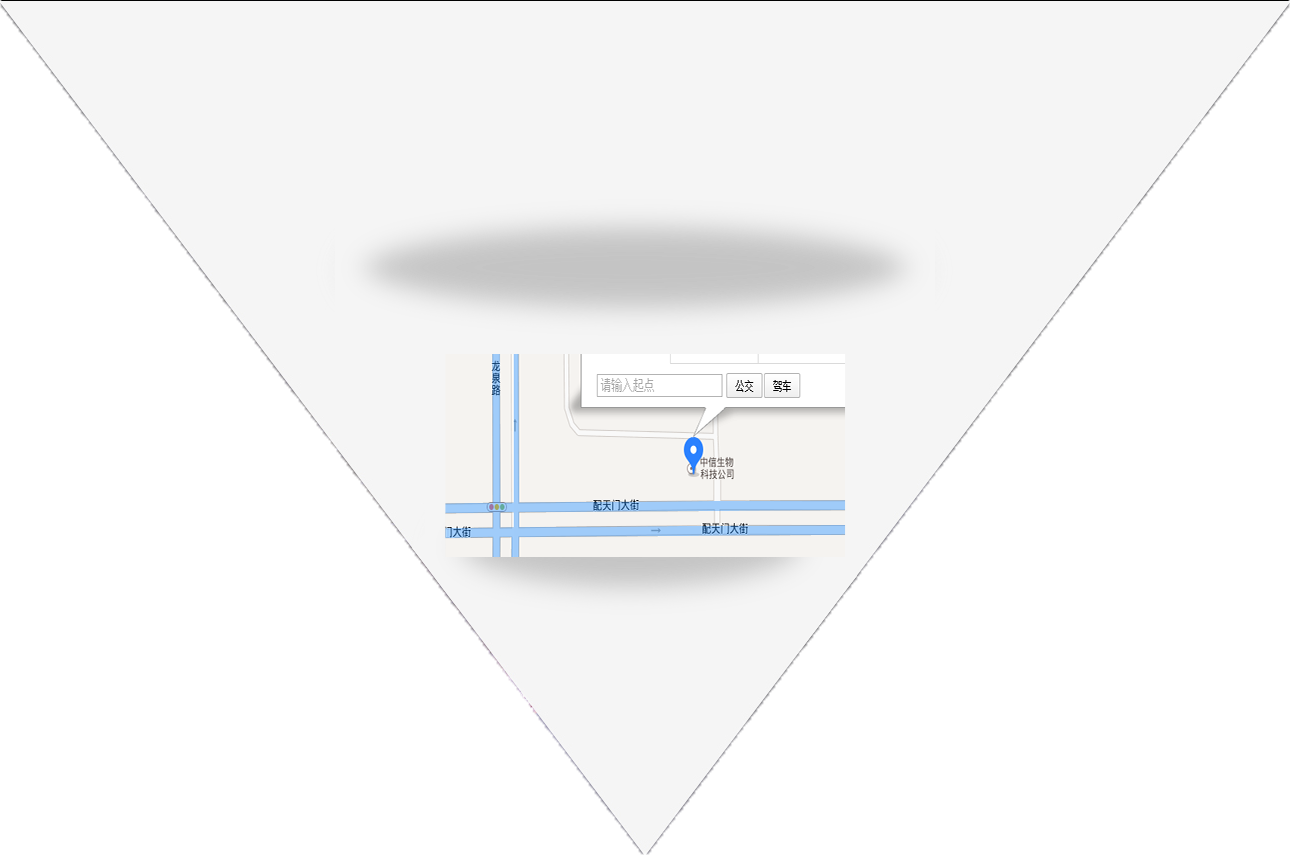 龙泉路
请输入起点 公交 驾车
中信生物
科技公司
配天门大街
配天门大街
门大街